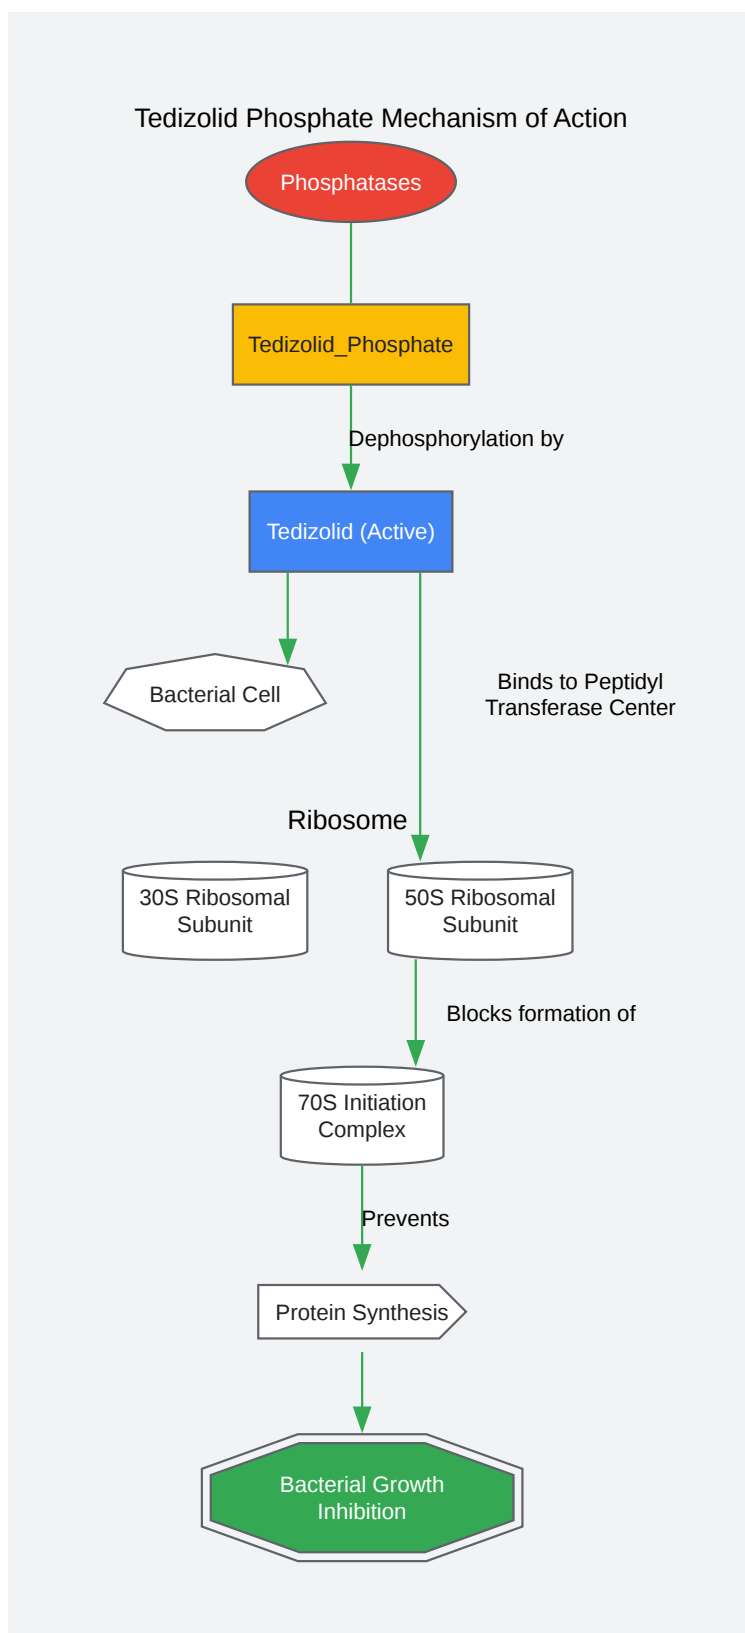 Tedizolid Phosphate Mechanism of Action
Phosphatases
Tedizolid_Phosphate
Dephosphorylation by
Tedizolid (Active)
Bacterial Cell
Binds to Peptidyl
Transferase Center
Ribosome
30S Ribosomal
Subunit
50S Ribosomal
Subunit
Blocks formation of
70S Initiation
Complex
Prevents
Protein Synthesis
Bacterial Growth
Inhibition